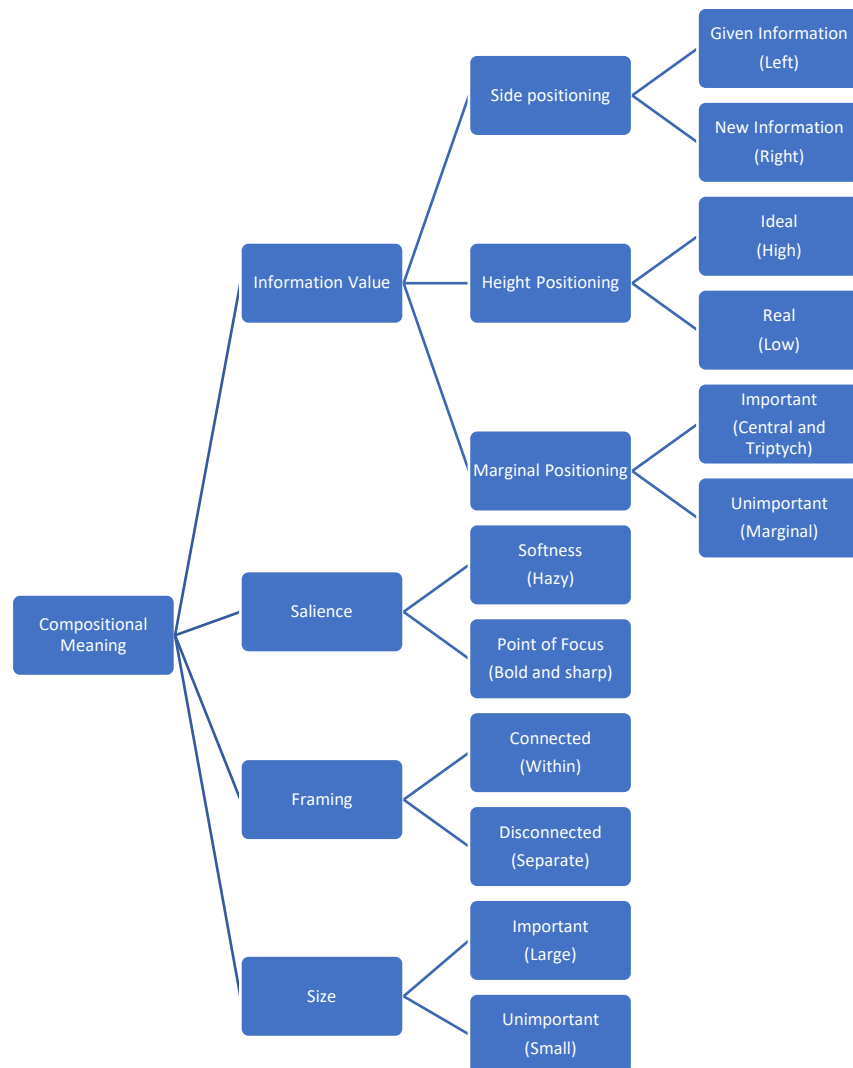 Compositional
Meaning
Information Value
Side positioning
Given Information
(Left)
New Information
(Right)
Height Positioning
Ideal
(High)
Real
(Low)
Marginal Positioning
Important
(Central and
Triptych)
Unimportant
(Marginal)
Salience
Softness
(Hazy)
Point of Focus
(Bold and sharp)
Framing
Connected
(Within)
Disconnected
(Separate)
Size
Important
(Large)
Unimportant
(Small)